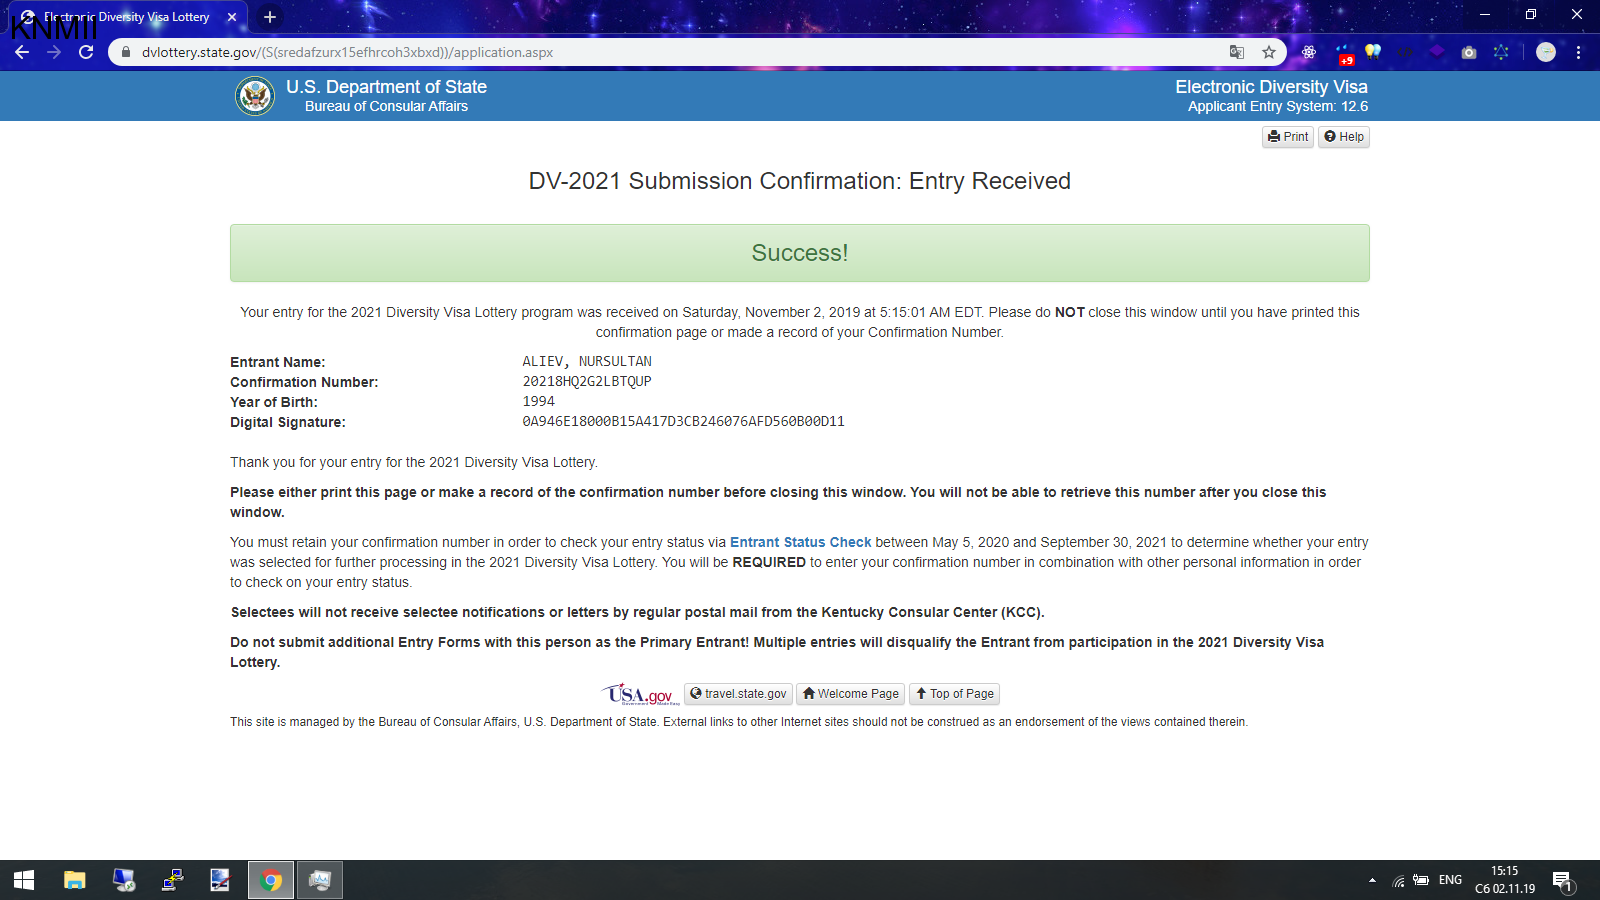 Electronic Diversity Visa Lottery
KNMII
dvlottery.state.gov/(S(sredafzurx15efhrcoh3xbxd))/application.aspx
+9
U.S. Department of State
Bureau of Consular Affairs
Electronic Diversity Visa
Applicant Entry System: 12.6
Print
Help
DV-2021 Submission Confirmation: Entry Received
Success!
Your entry for the 2021 Diversity Visa Lottery program was received on Saturday, November 2, 2019 at 5:15:01 AM EDT. Please do NOT close this window until you have printed this
confirmation page or made a record of your Confirmation Number.
Entrant Name: ALIEV, NURSULTAN
Confirmation Number: 20218HQ2G2LBTQUP
Year of Birth: 1994
Digital Signature: 0A946E18000B15A417D3CB246076AFD560B00D11
Thank you for your entry for the 2021 Diversity Visa Lottery.
Please either print this page or make a record of the confirmation number before closing this window. You will not be able to retrieve this number after you close this
window.
You must retain your confirmation number in order to check your entry status via Entrant Status Check between May 5, 2020 and September 30, 2021 to determine whether your entry
was selected for further processing in the 2021 Diversity Visa Lottery. You will be REQUIRED to enter your confirmation number in combination with other personal information in order
to check on your entry status.
Selectees will not receive selectee notifications or letters by regular postal mail from the Kentucky Consular Center (KCC).
Do not submit additional Entry Forms with this person as the Primary Entrant! Multiple entries will disqualify the Entrant from participation in the 2021 Diversity Visa
Lottery.
USA.gov
Government Made Easy
travel.state.gov
Welcome Page
Top of Page
This site is managed by the Bureau of Consular Affairs, U.S. Department of State. External links to other Internet sites should not be construed as an endorsement of the views contained therein.
ENG
15:15
Сб 02.11.19
1